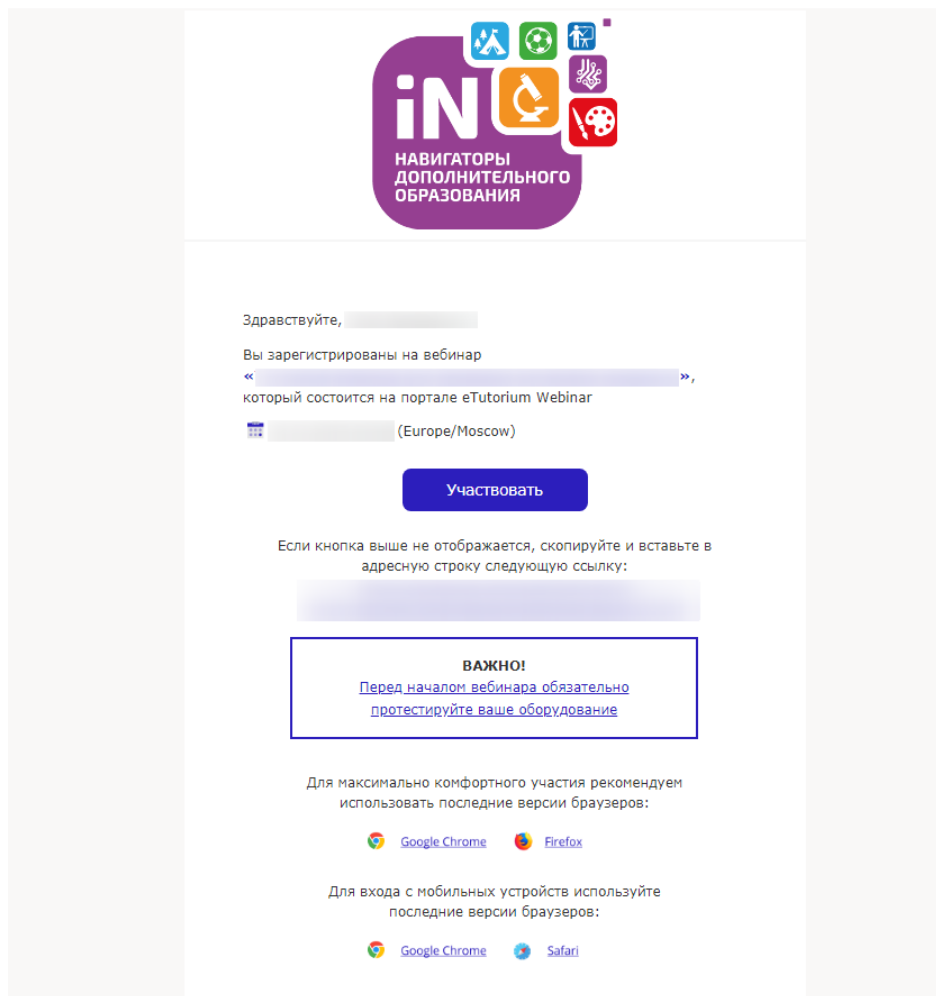 iN
НАВИГАТОРЫ
ДОПОЛНИТЕЛЬНОГО
ОБРАЗОВАНИЯ
Здравствуйте,
Вы зарегистрированы на вебинар
« »,
который состоится на портале eTutorium Webinar
(Europe/Moscow)
Участвовать
Если кнопка выше не отображается, скопируйте и вставьте в
адресную строку следующую ссылку:
ВАЖНО!
Перед началом вебинара обязательно
протестируйте ваше оборудование
Для максимально комфортного участия рекомендуем
использовать последние версии браузеров:
Google Chrome Firefox
Для входа с мобильных устройств используйте
последние версии браузеров:
Google Chrome Safari